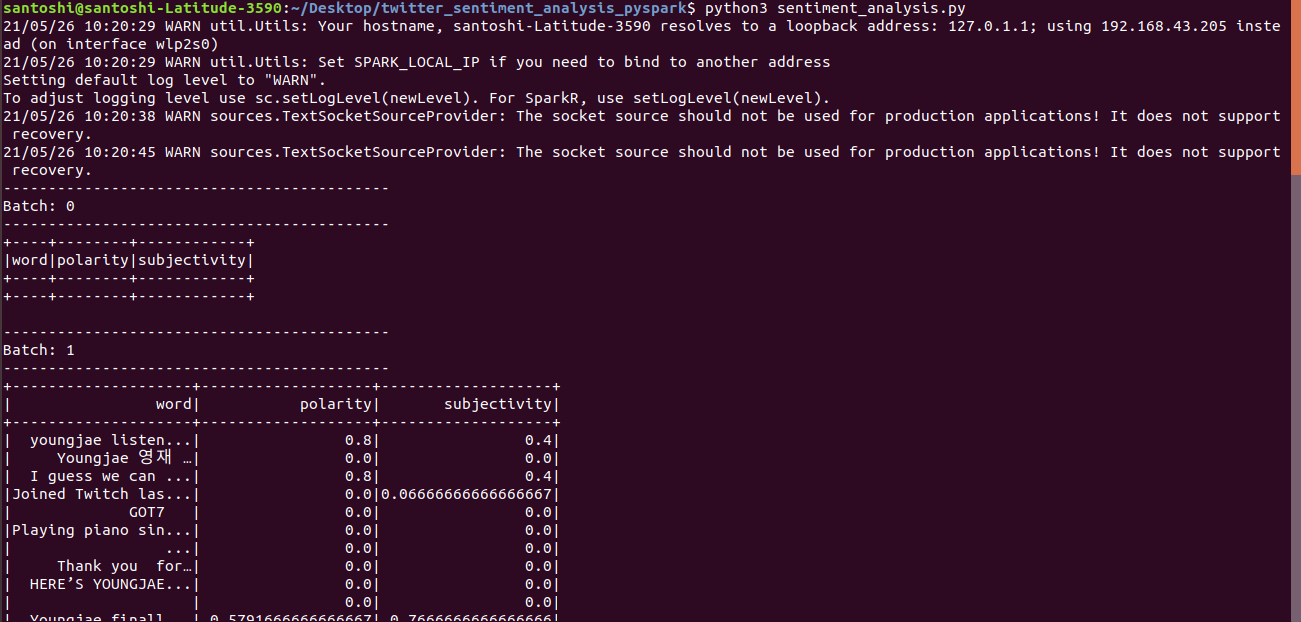 santoshi@santoshi-Latitude-3590:~/Desktop/twitter_sentiment_analysis_pyspark$ python3 sentiment_analysis.py
21/05/26 10:20:29 WARN util.Utils: Your hostname, santoshi-Latitude-3590 resolves to a loopback address: 127.0.1.1; using 192.168.43.205 inste
ad (on interface wlp2s0)
21/05/26 10:20:29 WARN util.Utils: Set SPARK_LOCAL_IP if you need to bind to another address
Setting default log level to "WARN".
To adjust logging level use sc.setLogLevel(newLevel). For SparkR, use setLogLevel(newLevel).
21/05/26 10:20:38 WARN sources.TextSocketSourceProvider: The socket source should not be used for production applications! It does not support
 recovery.
21/05/26 10:20:45 WARN sources.TextSocketSourceProvider: The socket source should not be used for production applications! It does not support
 recovery.
-------------------------------------------
Batch: 0
-------------------------------------------
+----+--------+------------+
|word|polarity|subjectivity|
+----+--------+------------+
+----+--------+------------+

-------------------------------------------
Batch: 1
-------------------------------------------
+--------------------+-------------------+-------------------+
|                word|           polarity|       subjectivity|
+--------------------+-------------------+-------------------+
|  youngjae listen...|                0.8|                0.4|
|     Youngjae 영재 …|                0.0|                0.0|
|  I guess we can ...|                0.8|                0.4|
|Joined Twitch las...|                0.0|0.06666666666666667|
|             GOT7   |                0.0|                0.0|
|Playing piano sin...|                0.0|                0.0|
|                 ...|                0.0|                0.0|
|     Thank you  for…|                0.0|                0.0|
|  HERE’S YOUNGJAE...|                0.0|                0.0|
|                    |                0.0|                0.0|
|  Youngjae finall...| 0.5791666666666667| 0.7666666666666666|